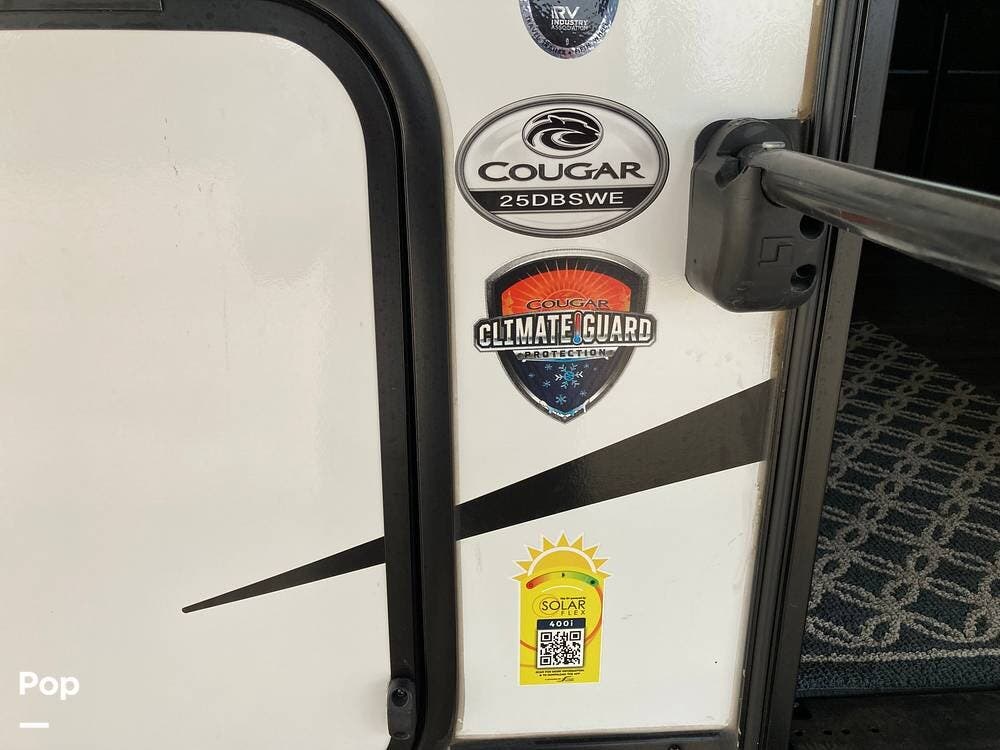 RV
INDUSTRY
ASSOCIATION
COUGAR
25DBSWE
COUGAR
CLIMATE GUARD
PROTECTION
SOLAR
FLEX
400i
Pop